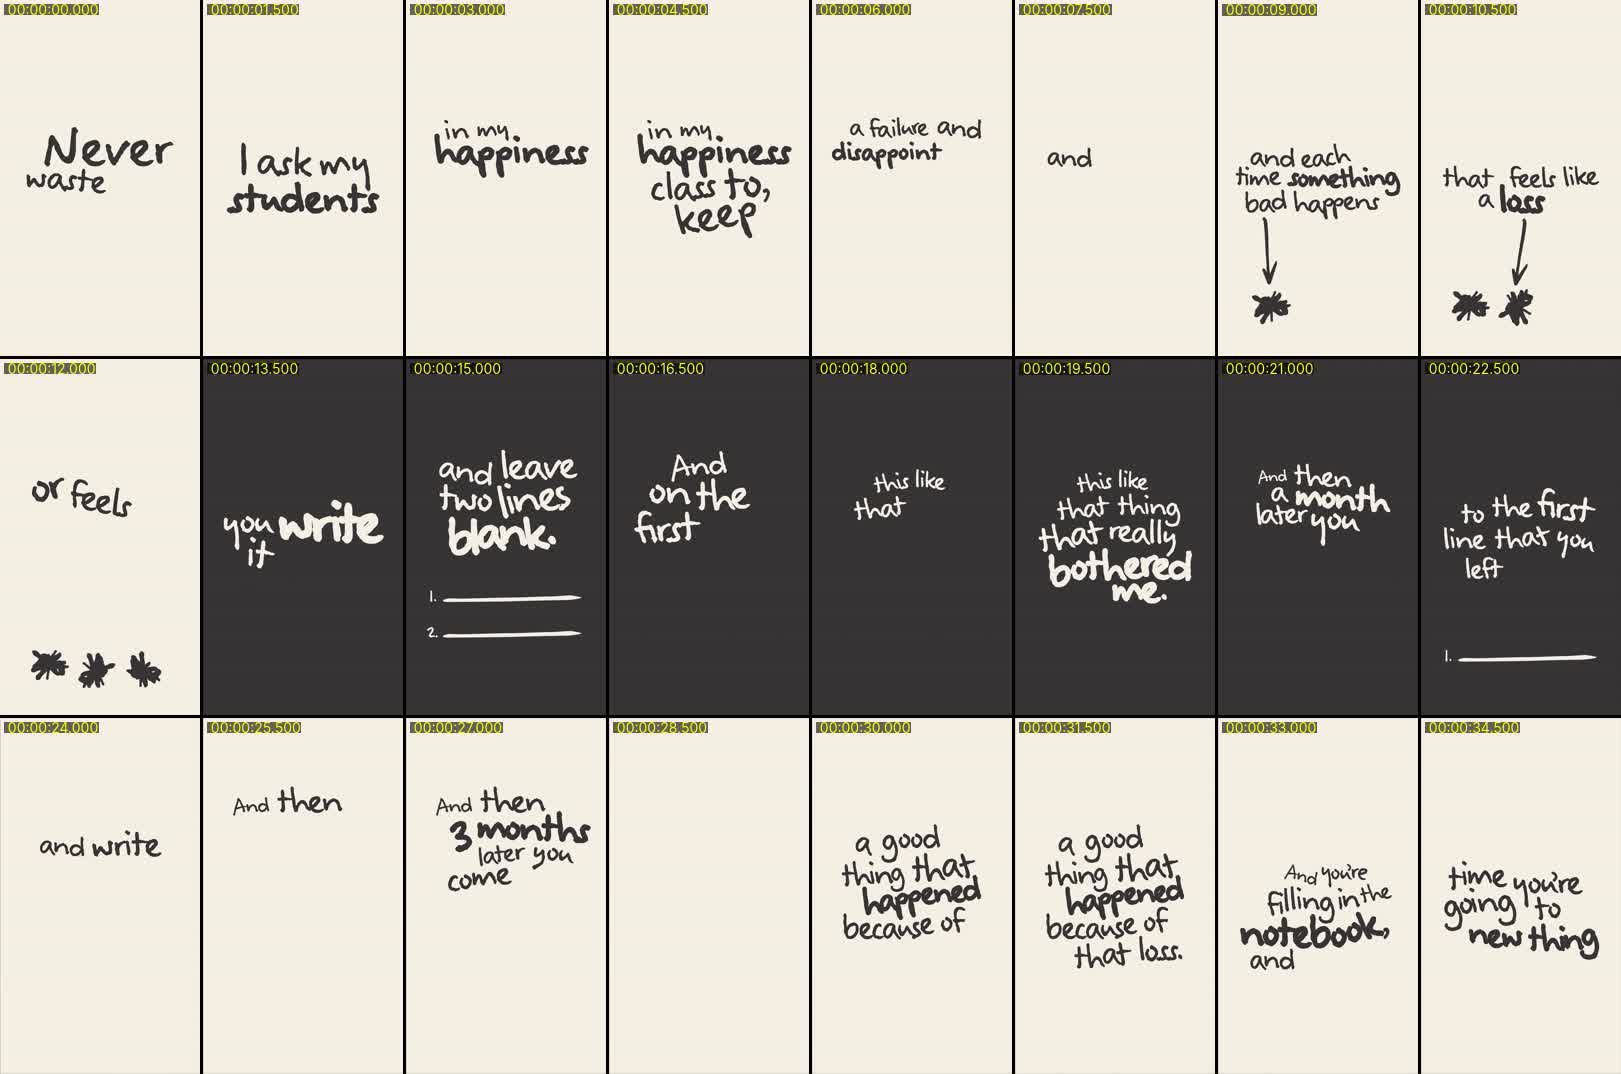 00:00:00.000
Never
waste
00:00:01.500
I ask my
students
00:00:03.000
in my
happiness
00:00:04.500
in my
happiness
class to,
keep
00:00:06.000
a failure and
disappoint
00:00:07.500
and
00:00:09.000
and each
time something
bad happens
00:00:10.500
that feels like
a loss
00:00:12.000
or feels
00:00:13.500
you write
it
00:00:15.000
and leave
two lines
blank.
1.
2.
00:00:16.500
And
on the
first
00:00:18.000
this like
that
00:00:19.500
this like
that thing
that really
bothered
me.
00:00:21.000
And then
a month
later you
00:00:22.500
to the first
line that you
left
1.
00:00:24.000
and write
00:00:25.500
And then
00:00:27.000
And then
3 months
later you
come
00:00:28.500
00:00:30.000
a good
thing that
happened
because of
00:00:31.500
a good
thing that
happened
because of
that loss.
00:00:33.000
And you're
filling in the
notebook,
and
00:00:34.500
time you're
going to
new thing